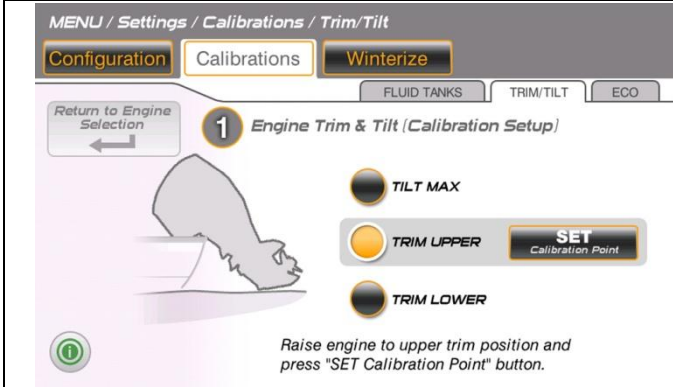 MENU / Settings / Calibrations / Trim/Tilt
Configuration Calibrations Winterize
FLUID TANKS TRIM/TILT ECO
Return to Engine
Selection
1 Engine Trim & Tilt (Calibration Setup)
TILT MAX
TRIM UPPER SET
Calibration Point
TRIM LOWER
Raise engine to upper trim position and
press "SET Calibration Point" button.